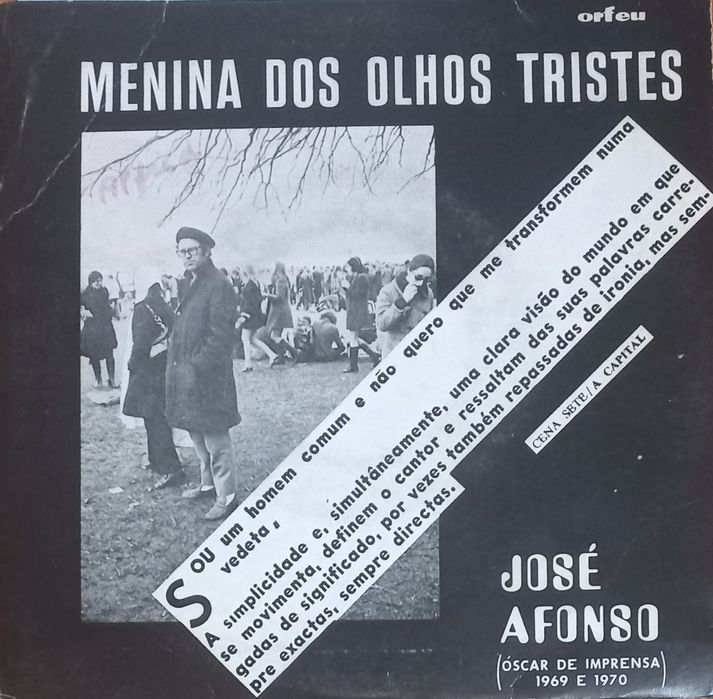 orfeu
MENINA DOS OLHOS TRISTES
SOU um homem comum e não quero que me transformem numa
vedeta,
A simplicidade e, simultâneamente, uma clara visão do mundo em que
se movimenta, definem o cantor e ressaltam das suas palavras carre-
gadas de significado, por vezes também repassadas de ironia, mas sem-
pre exactas, sempre directas.
CENA SETE/A CAPITAL
JOSÉ
AFONSO
(ÓSCAR DE IMPRENSA
1969 E 1970)